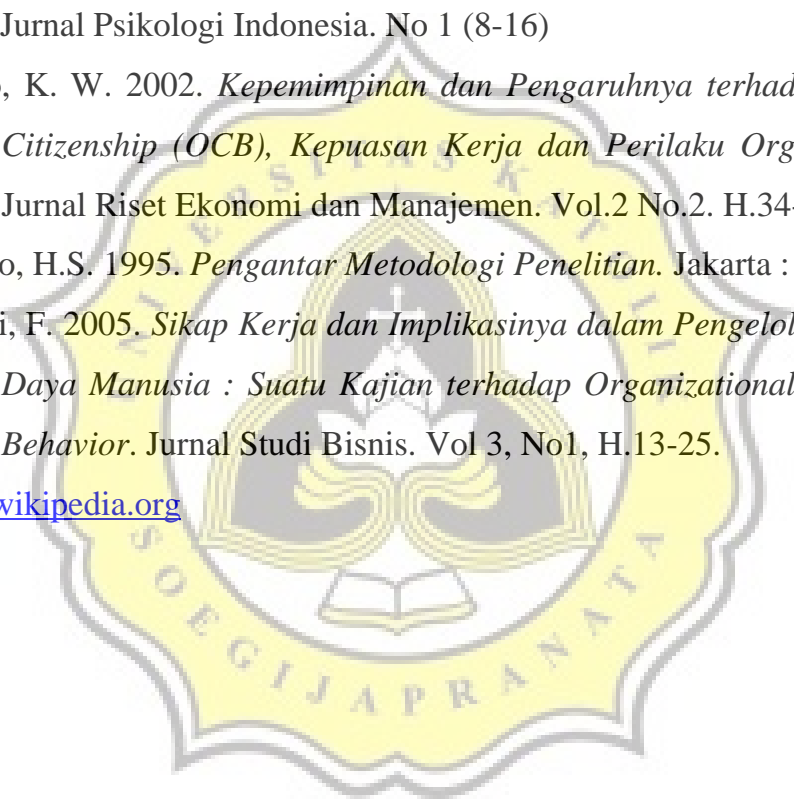 Jurnal Psikologi Indonesia. No 1 (8-16)
, K. W. 2002. Kepemimpinan dan Pengaruhnya terhad
Citizenship (OCB), Kepuasan Kerja dan Perilaku Org
Jurnal Riset Ekonomi dan Manajemen. Vol.2 No.2. H.34-
o, H.S. 1995. Pengantar Metodologi Penelitian. Jakarta :
i, F. 2005. Sikap Kerja dan Implikasinya dalam Pengelol
Daya Manusia : Suatu Kajian terhadap Organizational
Behavior. Jurnal Studi Bisnis. Vol 3, No1, H.13-25.
wikipedia.org
UNIVERSITAS KATOLIK
SOEGIJAPRANATA